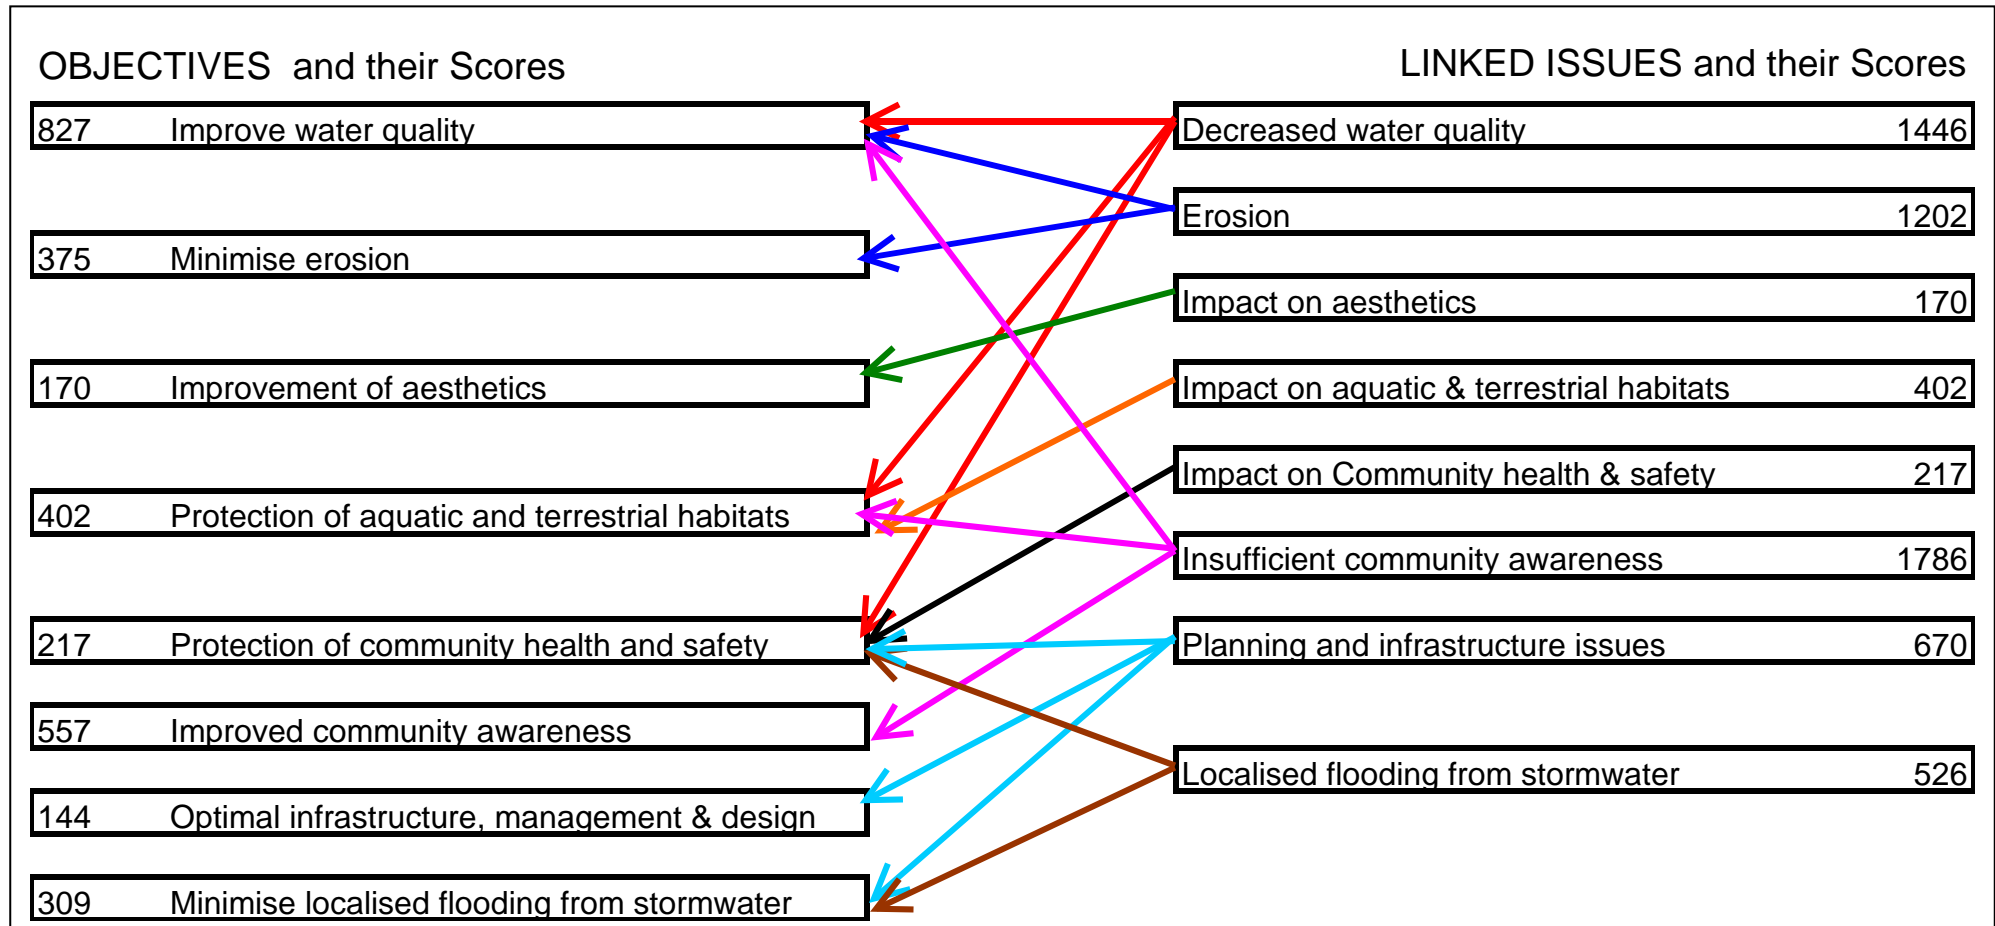 OBJECTIVES and their Scores
LINKED ISSUES and their Scores
827 Improve water quality
Decreased water quality 1446
Erosion 1202
375 Minimise erosion
Impact on aesthetics 170
170 Improvement of aesthetics
Impact on aquatic & terrestrial habitats 402
Impact on Community health & safety 217
402 Protection of aquatic and terrestrial habitats
Insufficient community awareness 1786
217 Protection of community health and safety
Planning and infrastructure issues 670
557 Improved community awareness
Localised flooding from stormwater 526
144 Optimal infrastructure, management & design
309 Minimise localised flooding from stormwater